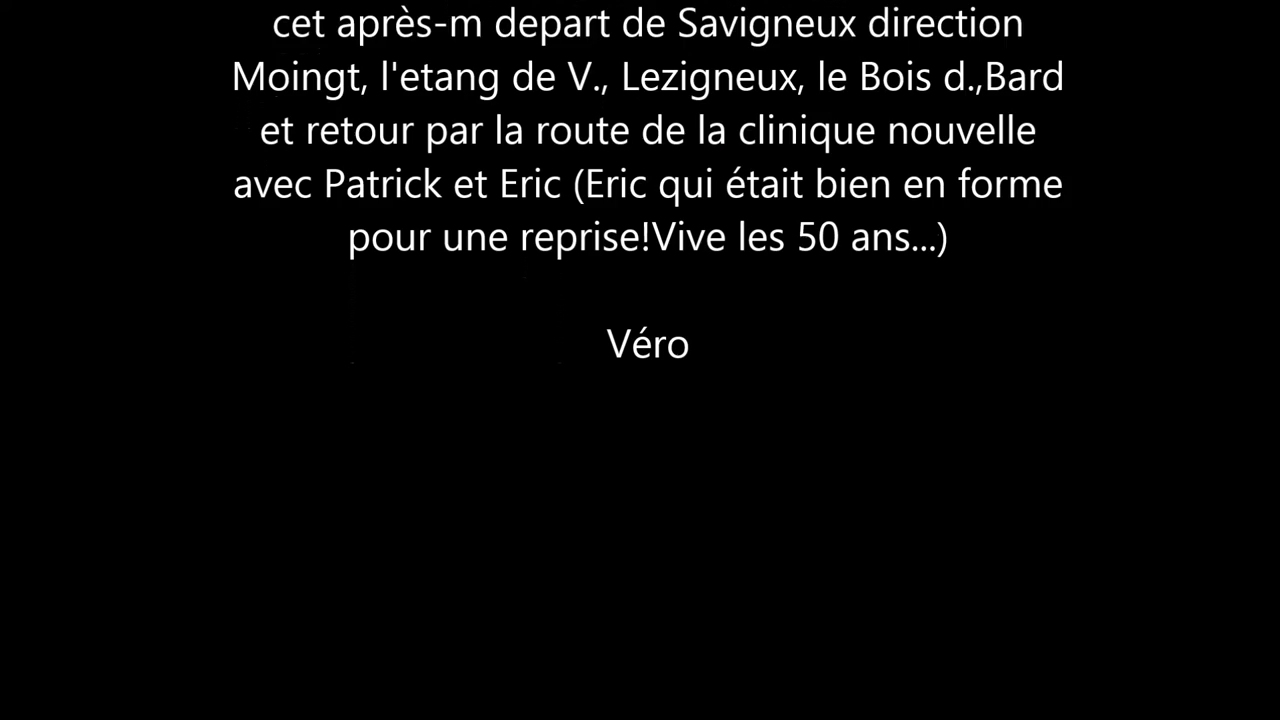 cet après-m depart de Savigneux direction
Moingt, l'etang de V., Lezigneux, le Bois d.,Bard
et retour par la route de la clinique nouvelle
avec Patrick et Eric (Eric qui était bien en forme
pour une reprise!Vive les 50 ans...)
Véro